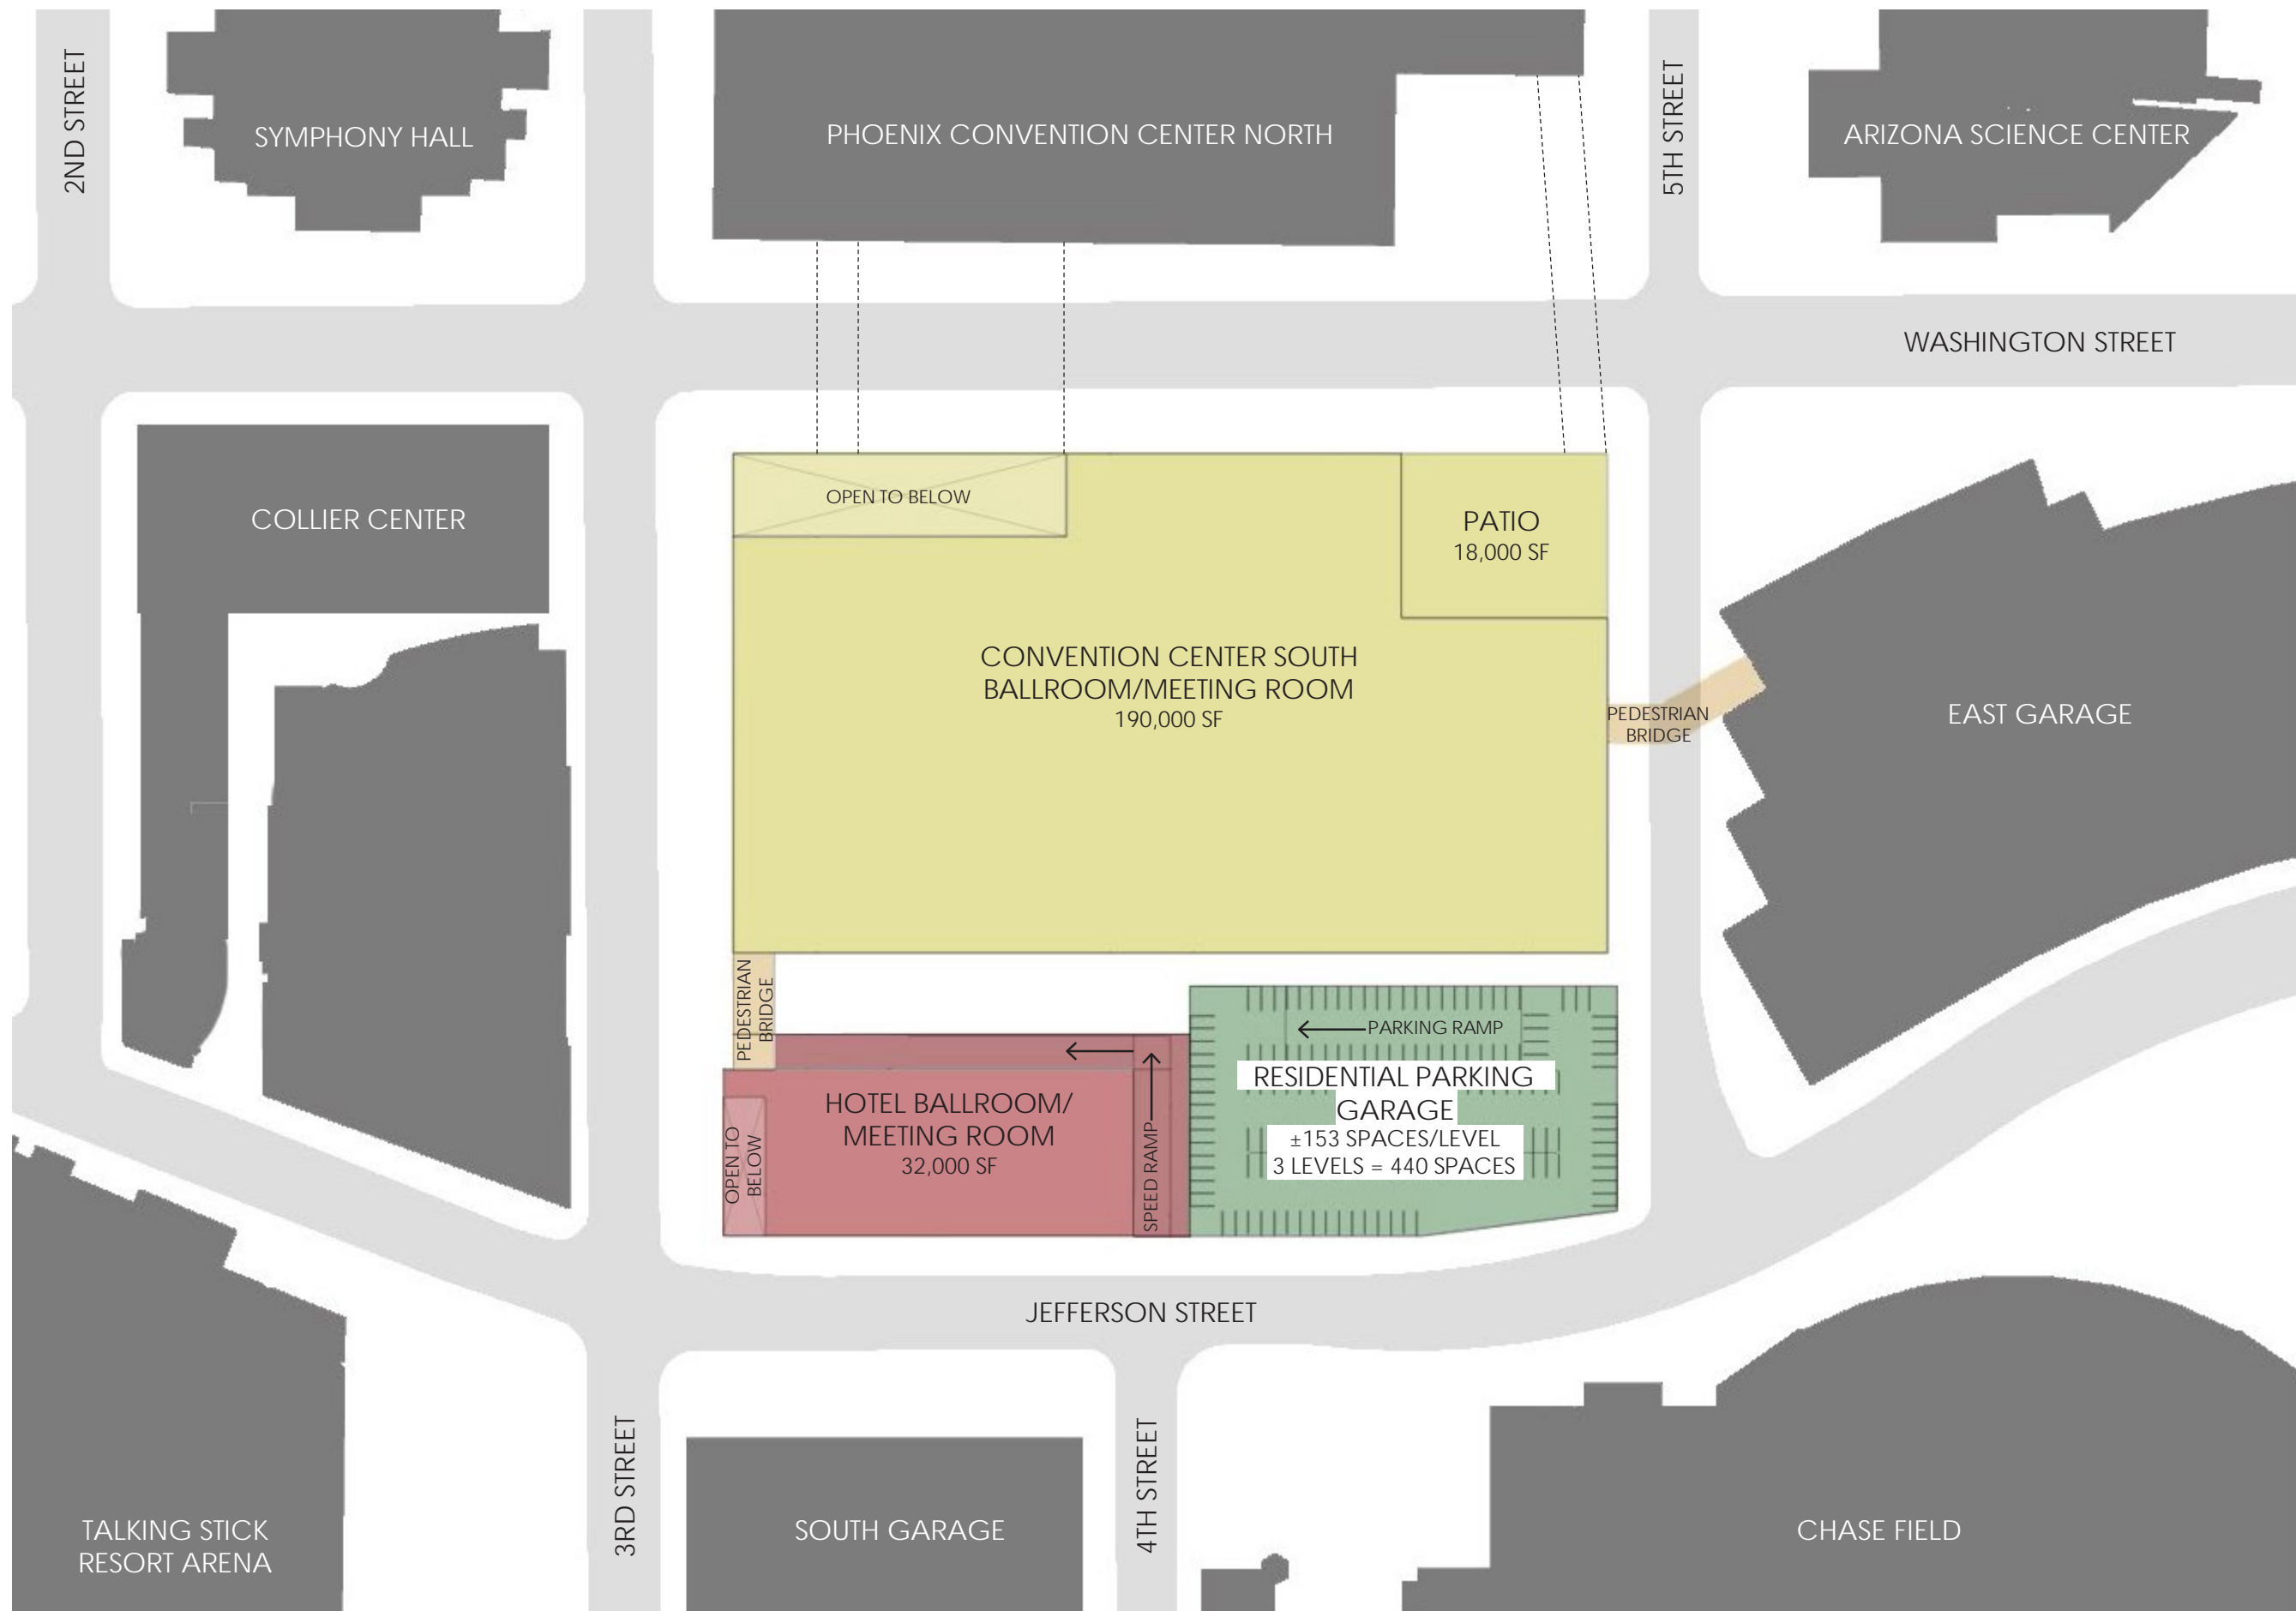 2ND STREET
SYMPHONY HALL
PHOENIX CONVENTION CENTER NORTH
5TH STREET
ARIZONA SCIENCE CENTER
WASHINGTON STREET
COLLIER CENTER
OPEN TO BELOW
PATIO
18,000 SF
CONVENTION CENTER SOUTH
BALLROOM/MEETING ROOM
190,000 SF
PEDESTRIAN
BRIDGE
EAST GARAGE
PEDESTRIAN
BRIDGE
PARKING RAMP
HOTEL BALLROOM/
MEETING ROOM
32,000 SF
OPEN TO
BELOW
SPEED RAMP
RESIDENTIAL PARKING
GARAGE
±153 SPACES/LEVEL
3 LEVELS = 440 SPACES
JEFFERSON STREET
3RD STREET
4TH STREET
TALKING STICK
RESORT ARENA
SOUTH GARAGE
CHASE FIELD